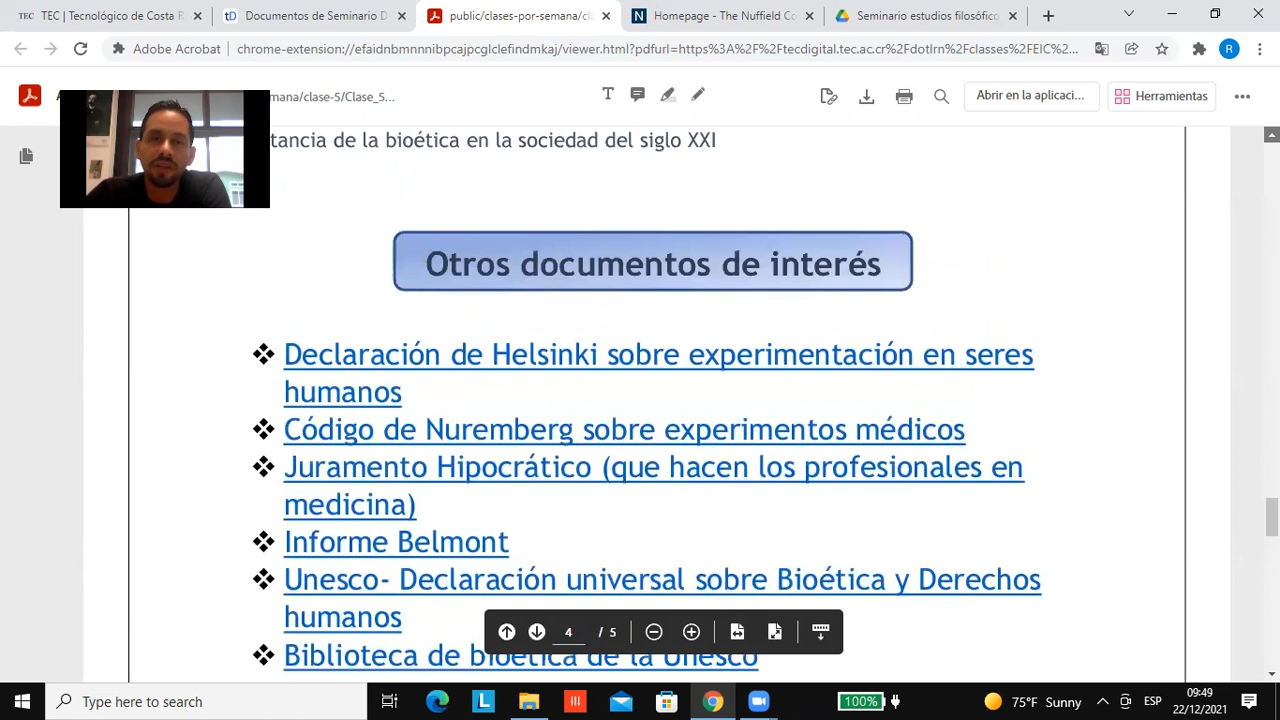 TEC | Tecnológico de Costa R
Documentos de Seminario D
public/clases-por-semana/cl
Homepage - The Nuffield Co
Seminario estudios filosófico
Adobe Acrobat
chrome-extension://efaidnbmnnnibpcajpcglclefindmkaj/viewer.html?pdfurl=https%3A%2F%2Ftecdigital.tec.ac.cr%2Fdotlrn%2Fclasses%2FEIC%2...
R
mana/clase-5/Clase_5...
Abrir en la aplicaci...
Herramientas
tancia de la bioética en la sociedad del siglo XXI
Otros documentos de interés
❖ Declaración de Helsinki sobre experimentación en seres
humanos
❖ Código de Nuremberg sobre experimentos médicos
❖ Juramento Hipocrático (que hacen los profesionales en
medicina)
❖ Informe Belmont
❖ Unesco- Declaración universal sobre Bioética y Derechos
humanos
4 / 5
❖ Biblioteca de bioética de la Unesco
Type here to search
100%
75°F Sunny
ESP
09:49
22/12/2021